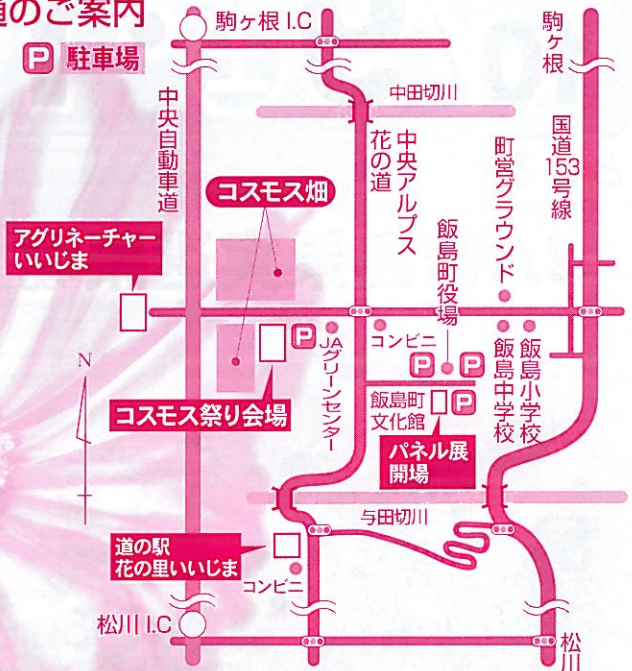 道のご案内
P 駐車場
駒ヶ根 I.C
駒ヶ根
中田切川
中央自動車道
中央アルプス
花の道
町営グラウンド
国道153号線
コスモス畑
アグリネーチャー
いいじま
飯島町役場
P
JAグリーンセンター
コンビニ
P
P
飯島中学校
飯島小学校
N
コスモス祭り会場
飯島町
文化館
P
パネル展
開場
与田切川
道の駅
花の里いいじま
コンビニ
松川 I.C
松川